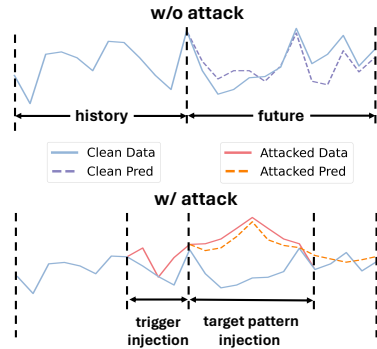 w/o attack
history
future
Clean Data
Clean Pred
Attacked Data
Attacked Pred
w/ attack
trigger
injection
target pattern
injection